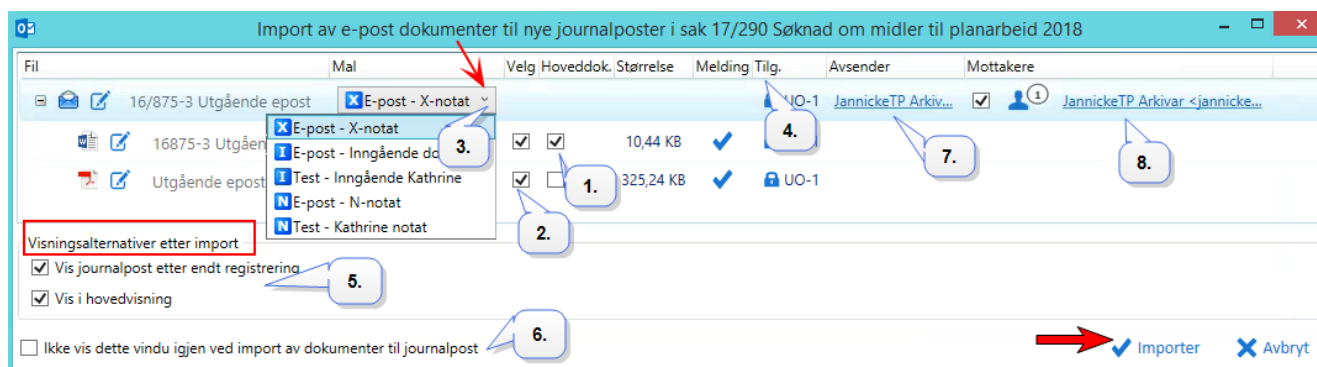 Import av e-post dokumenter til nye journalposter i sak 17/290 Søknad om midler til planarbeid 2018
Fil Mal Velg Hoveddok. Størrelse Melding Tilg. Avsender Mottakere
16/875-3 Utgående epost X E-post - X-notat UO-1 JannickeTP Arkiv... 1 JannickeTP Arkivar <jannicke...
X E-post - X-notat
3.
4.
16875-3 Utgåen 10,44 KB
I E-post - Inngående do
7.
8.
I Test - Inngående Kathrine
Utgående epost 325,24 KB UO-1
1.
N E-post - N-notat
N Test - Kathrine notat
2.
Visningsalternativer etter import
Vis journalpost etter endt registrering
5.
Vis i hovedvisning
6.
Ikke vis dette vindu igjen ved import av dokumenter til journalpost
Importer Avbryt